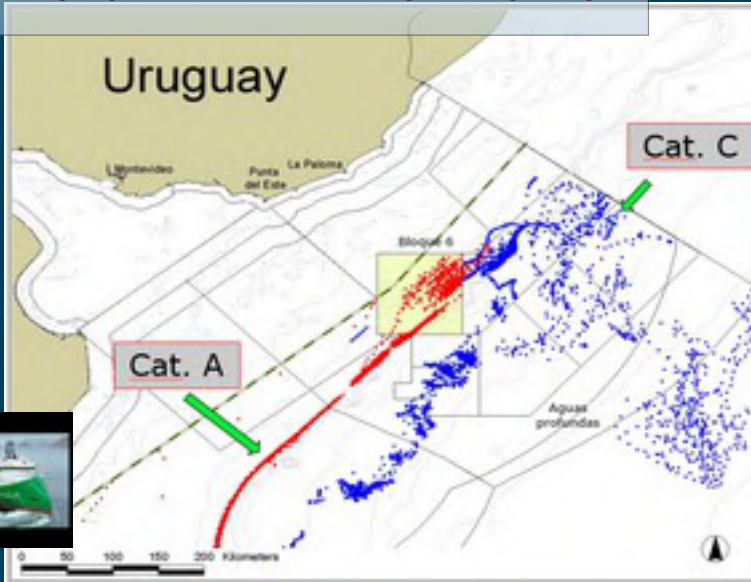 Uruguay
Cat. C
Montevideo
Punta
del Este
La Paloma
Bloque 6
Cat. A
Aguas
profundas
0 50 100 150 200 Kilometers